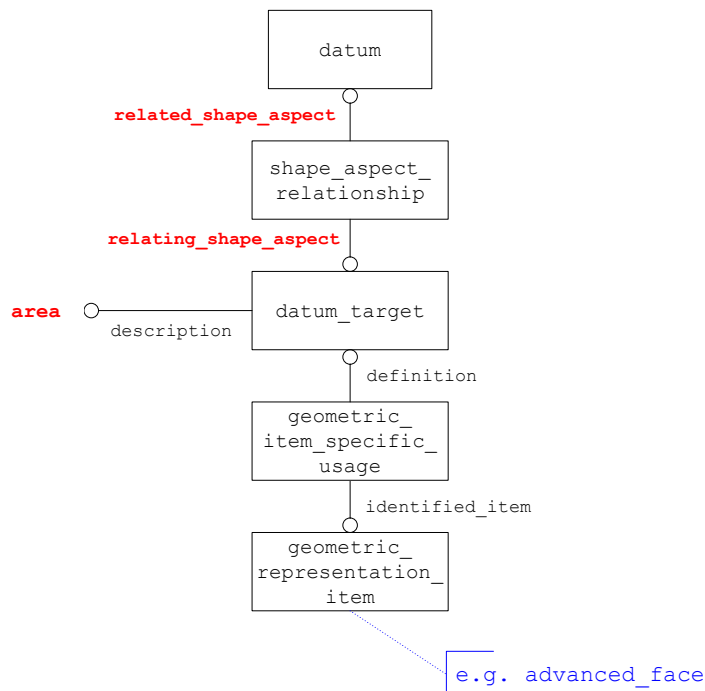 datum
related_shape_aspect
shape_aspect_
relationship
relating_shape_aspect
area
description
datum_target
definition
geometric_
item_specific_
usage
identified_item
geometric_
representation_
item
e.g. advanced_face